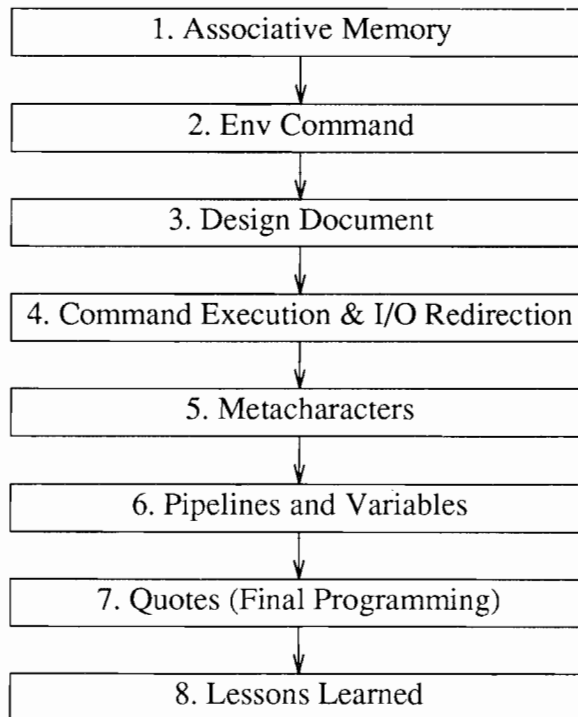 1. Associative Memory
2. Env Command
3. Design Document
4. Command Execution & I/O Redirection
5. Metacharacters
6. Pipelines and Variables
7. Quotes (Final Programming)
8. Lessons Learned